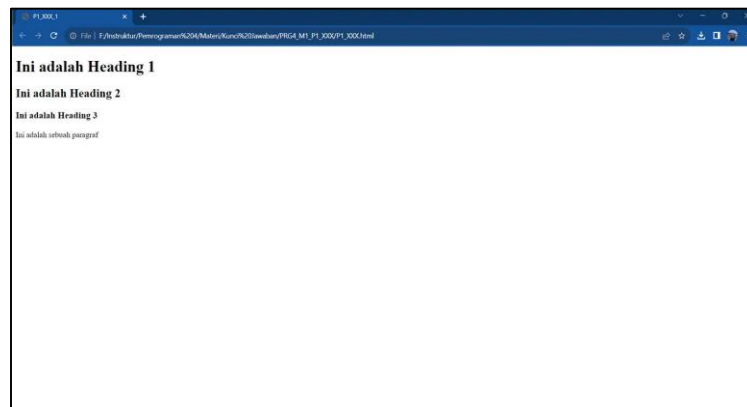 P1_XXX_1
File | F:/Instruktur/Pemrograman%204/Materi/Kunci%20Jawaban/PRG4_M1_P1_XXX/P1_XXX.html
Ini adalah Heading 1
Ini adalah Heading 2
Ini adalah Heading 3
Ini adalah sebuah paragraf